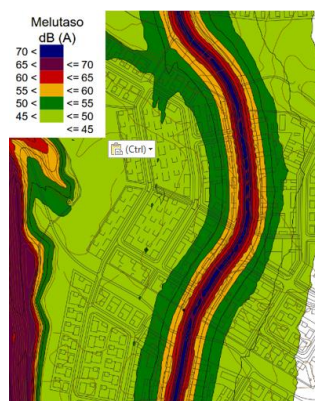 Melutaso
dB (A)
70 <
65 < <= 70
60 < <= 65
55 < <= 60
50 < <= 55
45 < <= 50
<= 45
(Ctrl)